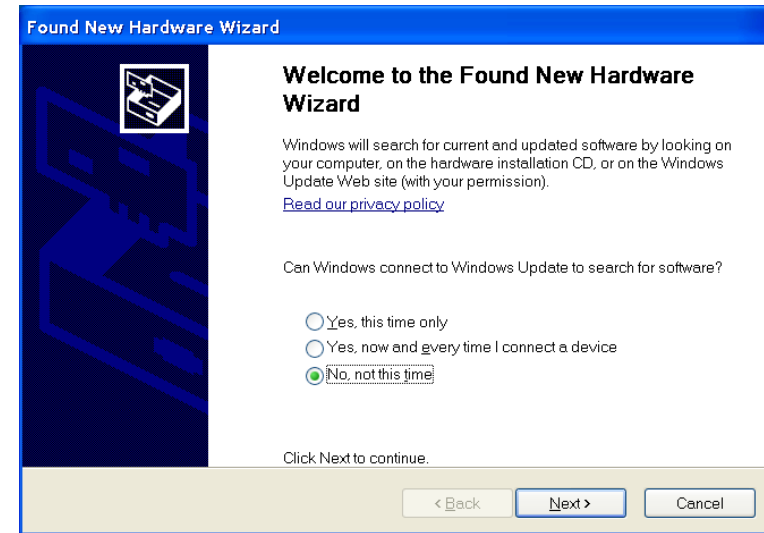 Found New Hardware Wizard
Welcome to the Found New Hardware
Wizard
Windows will search for current and updated software by looking on
your computer, on the hardware installation CD, or on the Windows
Update Web site (with your permission).
Read our privacy policy
Can Windows connect to Windows Update to search for software?
Yes, this time only
Yes, now and every time I connect a device
No, not this time
Click Next to continue.
< Back Next > Cancel